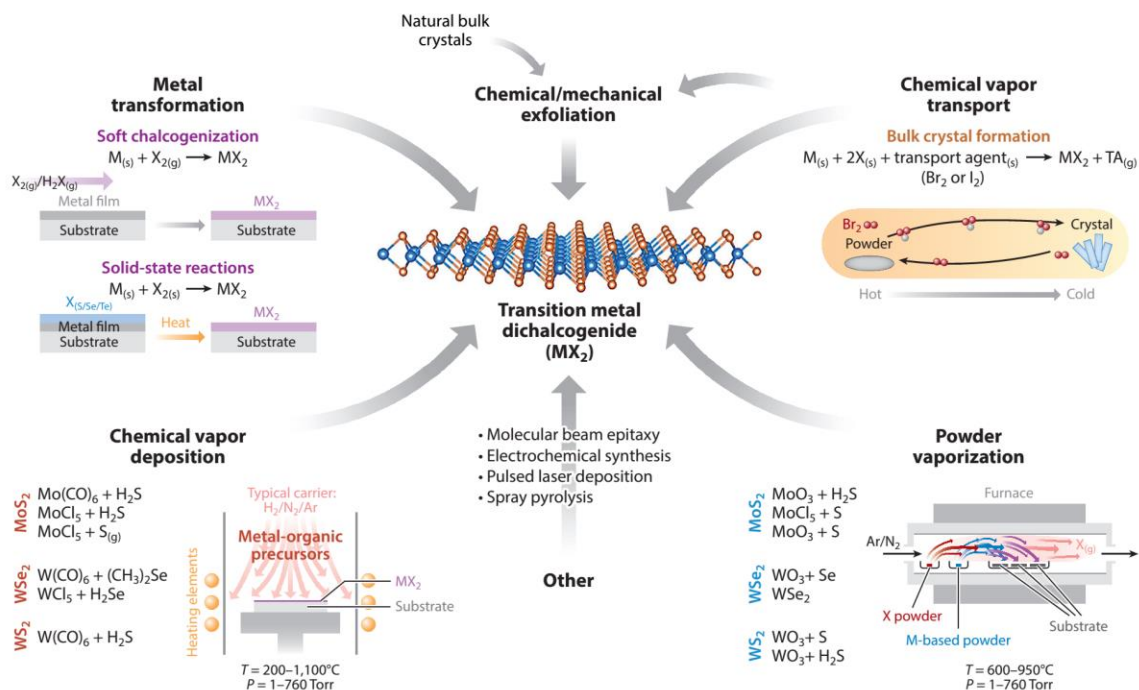 Natural bulk
crystals
Chemical/mechanical
exfoliation
Metal
transformation
Soft chalcogenization
M(s) + X2(g) ⟶ MX2
X2(g)/H2X(g)
Metal film
Substrate
MX2
Substrate
Solid-state reactions
M(s) + X2(s) ⟶ MX2
X(S/Se/Te)
Metal film
Substrate
Heat
MX2
Substrate
Chemical vapor
transport
Bulk crystal formation
M(s) + 2X(s) + transport agent(s) ⟶ MX2 + TA(g)
(Br2 or I2)
Br2
Powder
Crystal
Hot
Cold
Transition metal
dichalcogenide
(MX2)
Chemical vapor
deposition
MoS2
Mo(CO)6 + H2S
MoCl5 + H2S
MoCl5 + S(g)
WSe2
W(CO)6 + (CH3)2Se
WCl5 + H2Se
WS2
W(CO)6 + H2S
Typical carrier:
H2/N2/Ar
Metal-organic
precursors
Heating elements
MX2
Substrate
T = 200–1,100°C
P = 1–760 Torr
• Molecular beam epitaxy
• Electrochemical synthesis
• Pulsed laser deposition
• Spray pyrolysis
Other
Powder
vaporization
MoS2
MoO3 + H2S
MoCl5 + S
MoO3 + S
WSe2
WO3 + Se
WSe2
WS2
WO3 + S
WO3 + H2S
Furnace
Ar/N2
X(g)
X powder
M-based powder
Substrate
T = 600–950°C
P = 1–760 Torr